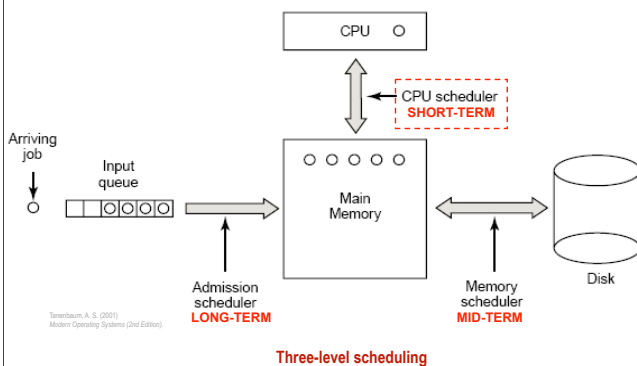 CPU
CPU scheduler
SHORT-TERM
Arriving
job
Input
queue
Main
Memory
Admission
scheduler
LONG-TERM
Memory
scheduler
MID-TERM
Disk
Tanenbaum, A. S. (2001)
Modern Operating Systems (2nd Edition).
Three-level scheduling